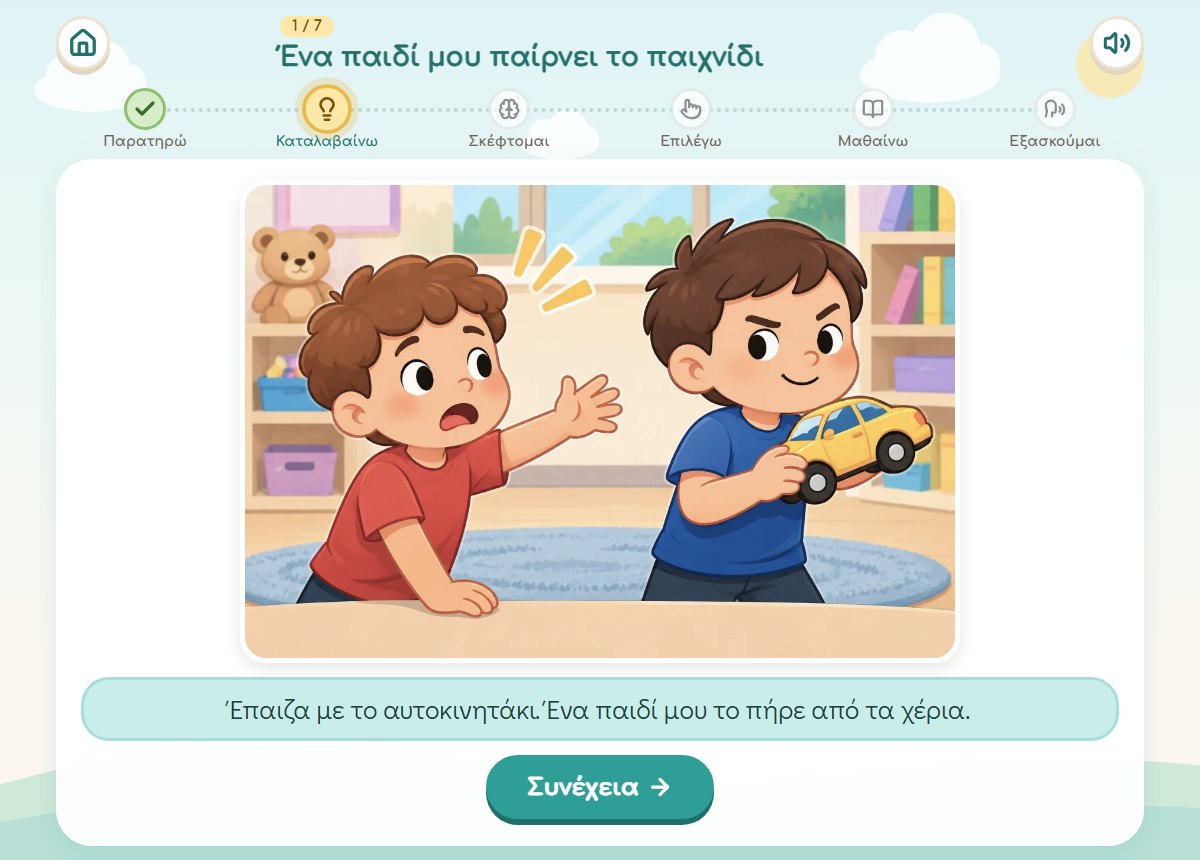 1 / 7
Ένα παιδί μου παίρνει το παιχνίδι
Παρατηρώ
Καταλαβαίνω
Σκέφτομαι
Επιλέγω
Μαθαίνω
Εξασκούμαι
Έπαιζα με το αυτοκινητάκι. Ένα παιδί μου το πήρε από τα χέρια.
Συνέχεια →